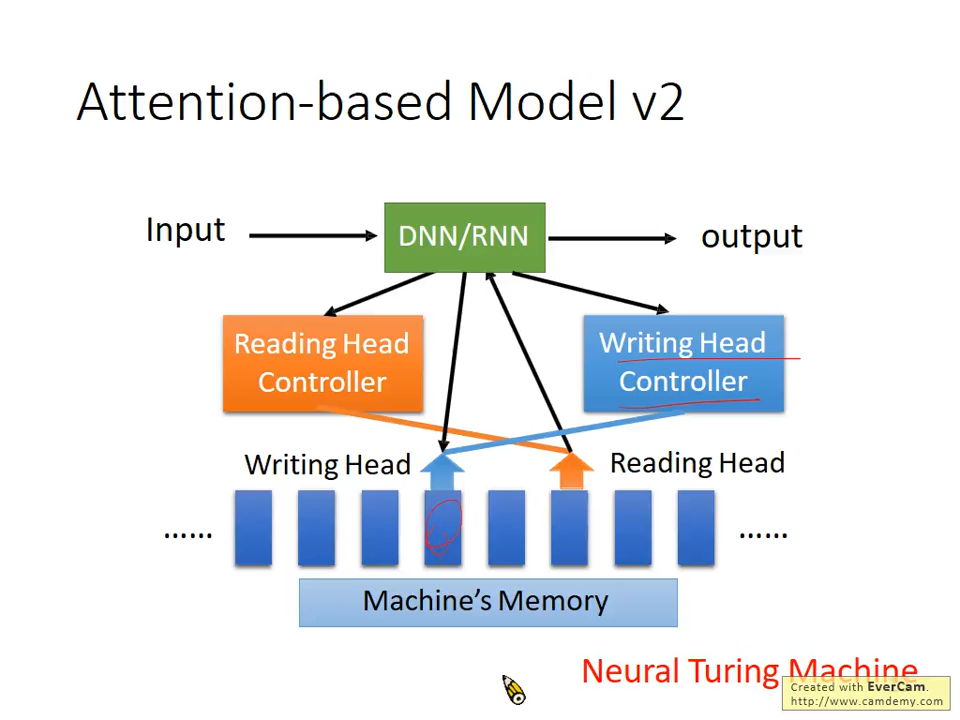 Attention-based Model v2
Input
DNN/RNN
output
Reading Head
Controller
Writing Head
Controller
Writing Head
Reading Head
......
......
Machine's Memory
Neural Turing Machine
Created with EverCam.
http://www.camdemy.com